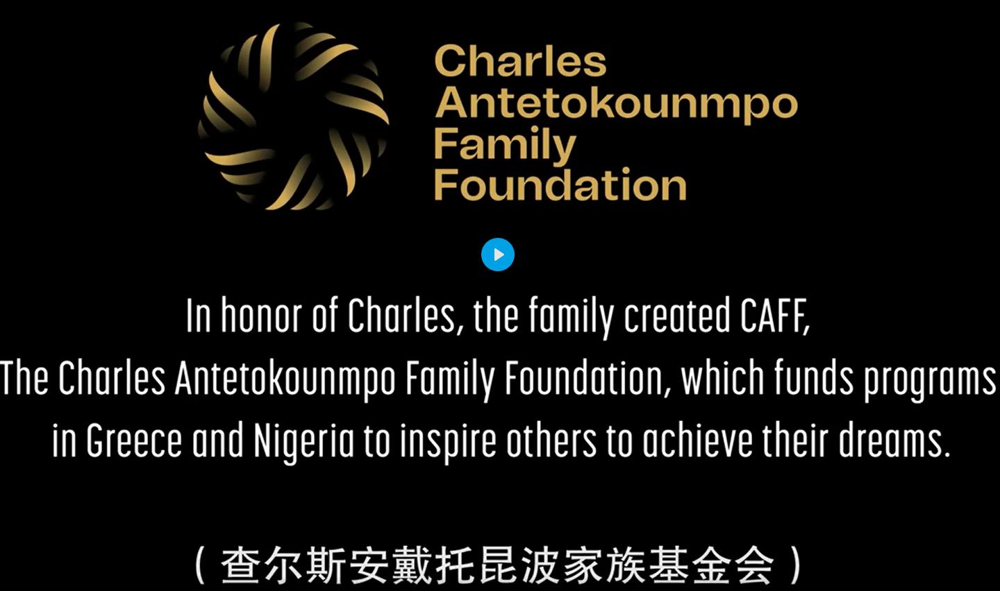 Charles
Antetokounmpo
Family
Foundation
In honor of Charles, the family created CAFF,
The Charles Antetokounmpo Family Foundation, which funds programs
in Greece and Nigeria to inspire others to achieve their dreams.
（查尔斯安戴托昆波家族基金会）